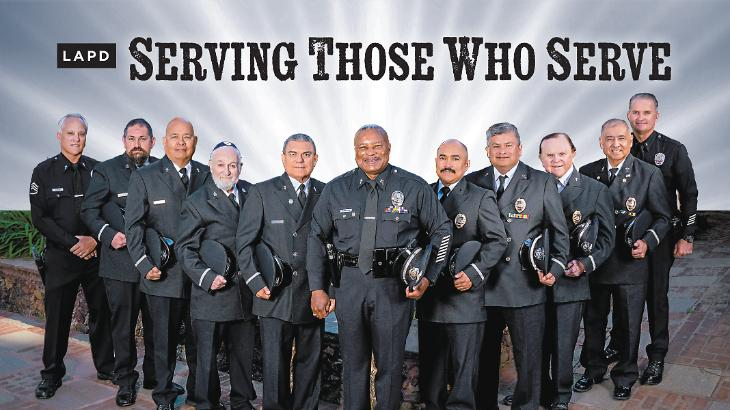 LAPD SERVING THOSE WHO SERVE